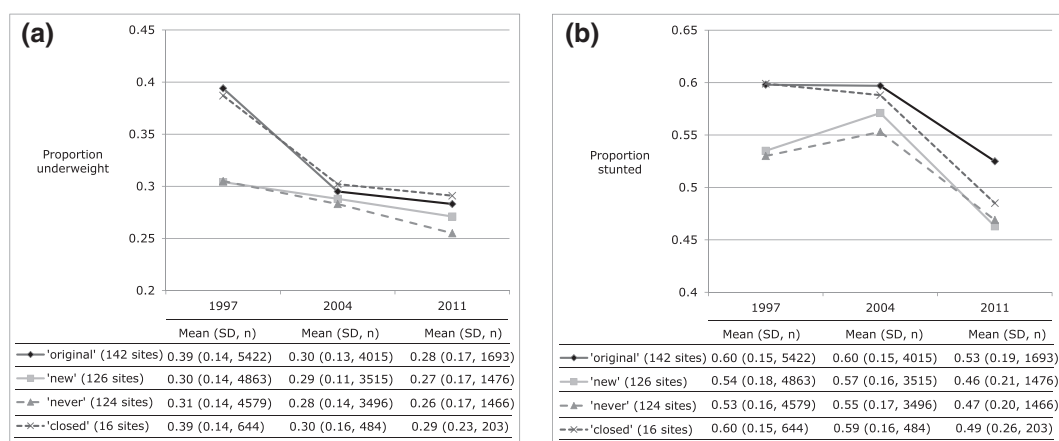 (a)
0.45
0.4
0.35
Proportion
underweight
0.3
0.25
0.2
1997 2004 2011
Mean (SD, n) Mean (SD, n) Mean (SD, n)
'original' (142 sites) 0.39 (0.14, 5422) 0.30 (0.13, 4015) 0.28 (0.17, 1693)
'new' (126 sites) 0.30 (0.14, 4863) 0.29 (0.11, 3515) 0.27 (0.17, 1476)
'never' (124 sites) 0.31 (0.14, 4579) 0.28 (0.14, 3496) 0.26 (0.17, 1466)
'closed' (16 sites) 0.39 (0.14, 644) 0.30 (0.16, 484) 0.29 (0.23, 203)
(b)
0.65
0.6
0.55
Proportion
stunted
0.5
0.45
0.4
1997 2004 2011
Mean (SD, n) Mean (SD, n) Mean (SD, n)
'original' (142 sites) 0.60 (0.15, 5422) 0.60 (0.15, 4015) 0.53 (0.19, 1693)
'new' (126 sites) 0.54 (0.18, 4863) 0.57 (0.16, 3515) 0.46 (0.21, 1476)
'never' (124 sites) 0.53 (0.16, 4579) 0.55 (0.17, 3496) 0.47 (0.20, 1466)
'closed' (16 sites) 0.60 (0.15, 644) 0.59 (0.16, 484) 0.49 (0.26, 203)